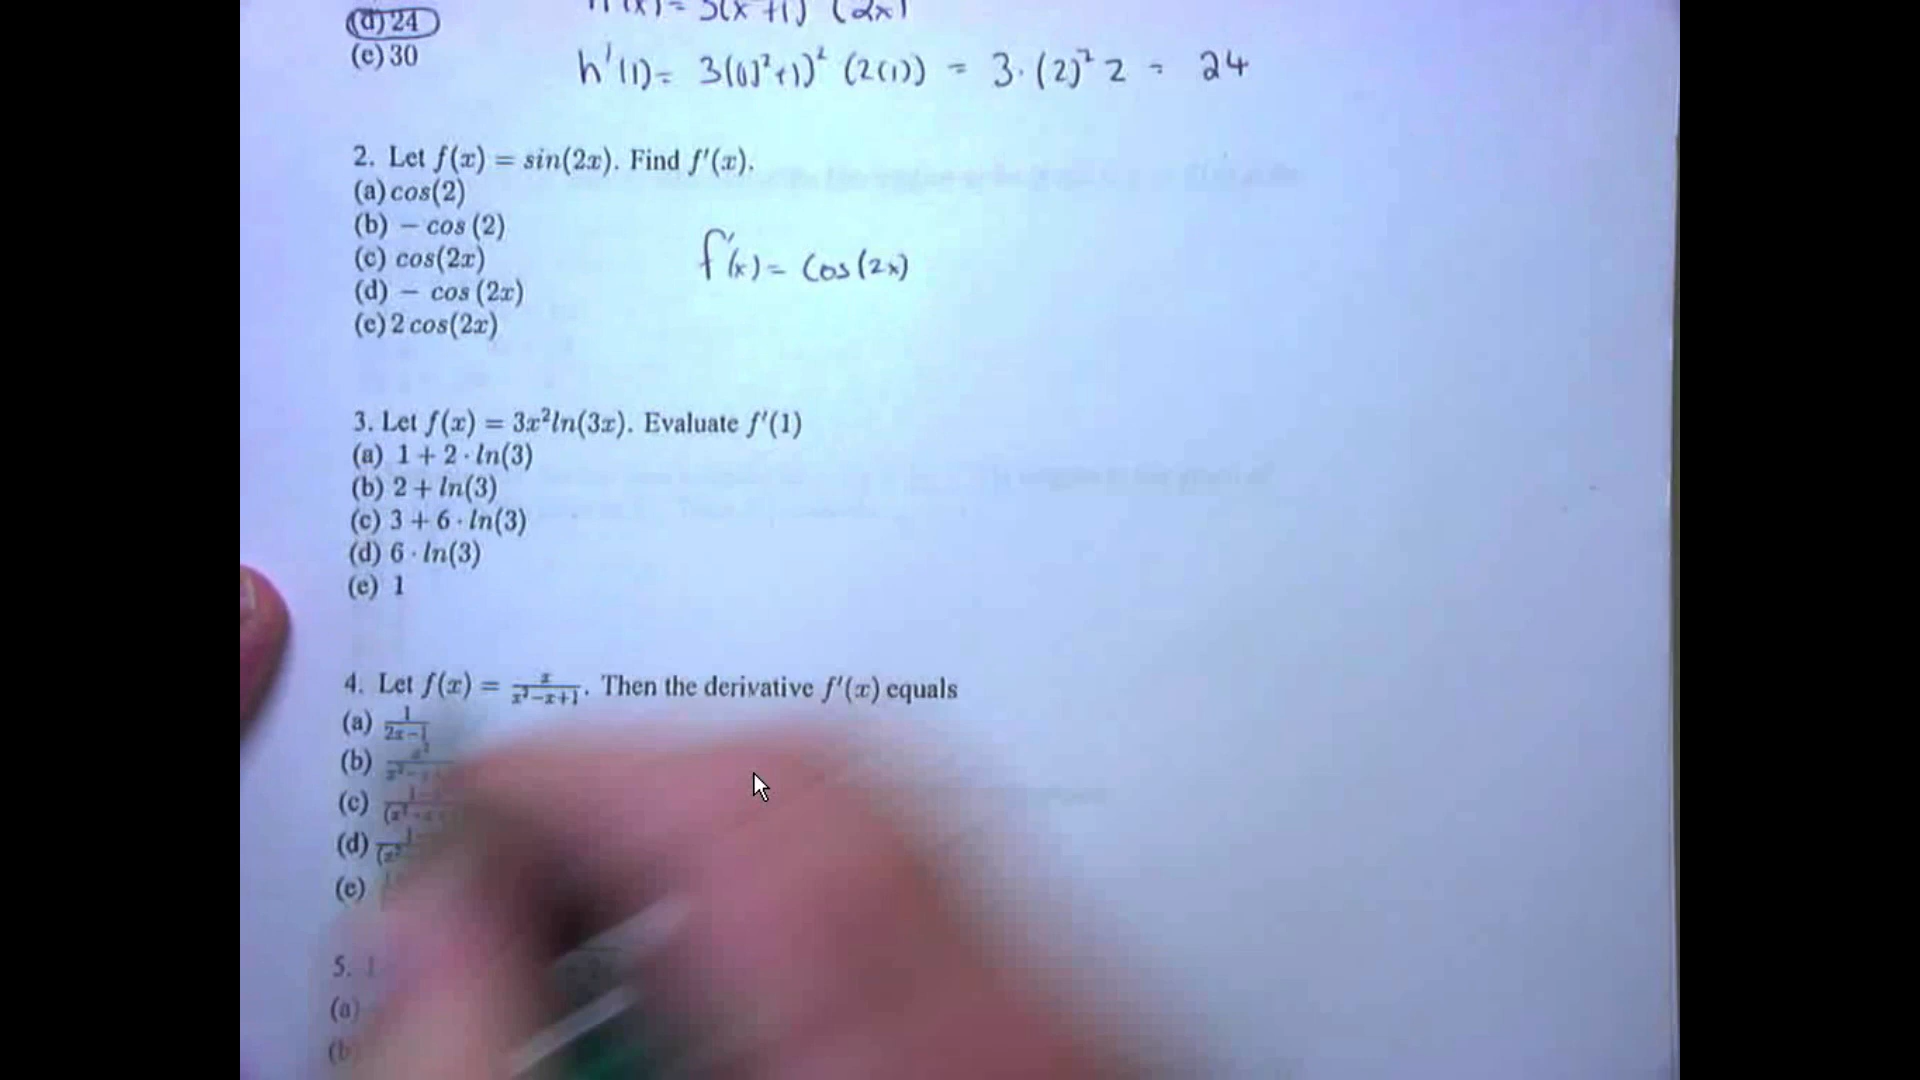 (d) 24
(e) 30
h'(1) = 3((1)²+1)² (2(1)) = 3·(2)² 2 = 24
2. Let f(x) = sin(2x). Find f'(x).
(a) cos(2)
(b) − cos (2)
(c) cos(2x)
(d) − cos (2x)
(e) 2 cos(2x)
f'(x) = Cos(2x)
3. Let f(x) = 3x²ln(3x). Evaluate f'(1)
(a) 1 + 2 · ln(3)
(b) 2 + ln(3)
(c) 3 + 6 · ln(3)
(d) 6 · ln(3)
(e) 1
4. Let f(x) = x/(x²−x+1). Then the derivative f'(x) equals
(a) 1/(2x−1)
(b)
(c)
(d)
(e)
5.
(a)
(b)